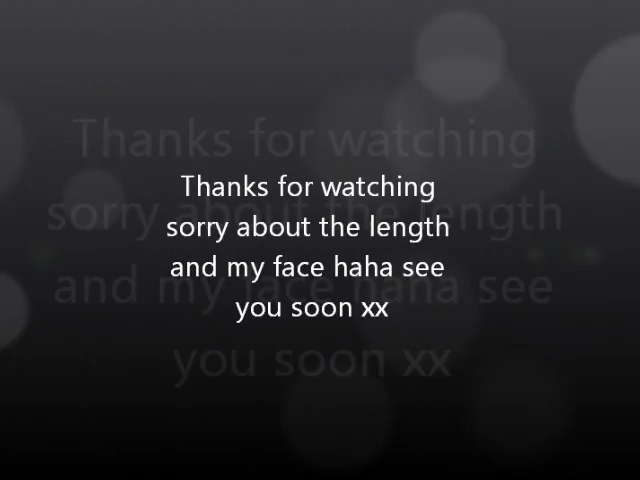 Thanks for watching
sorry about the length
and my face haha see
you soon xx